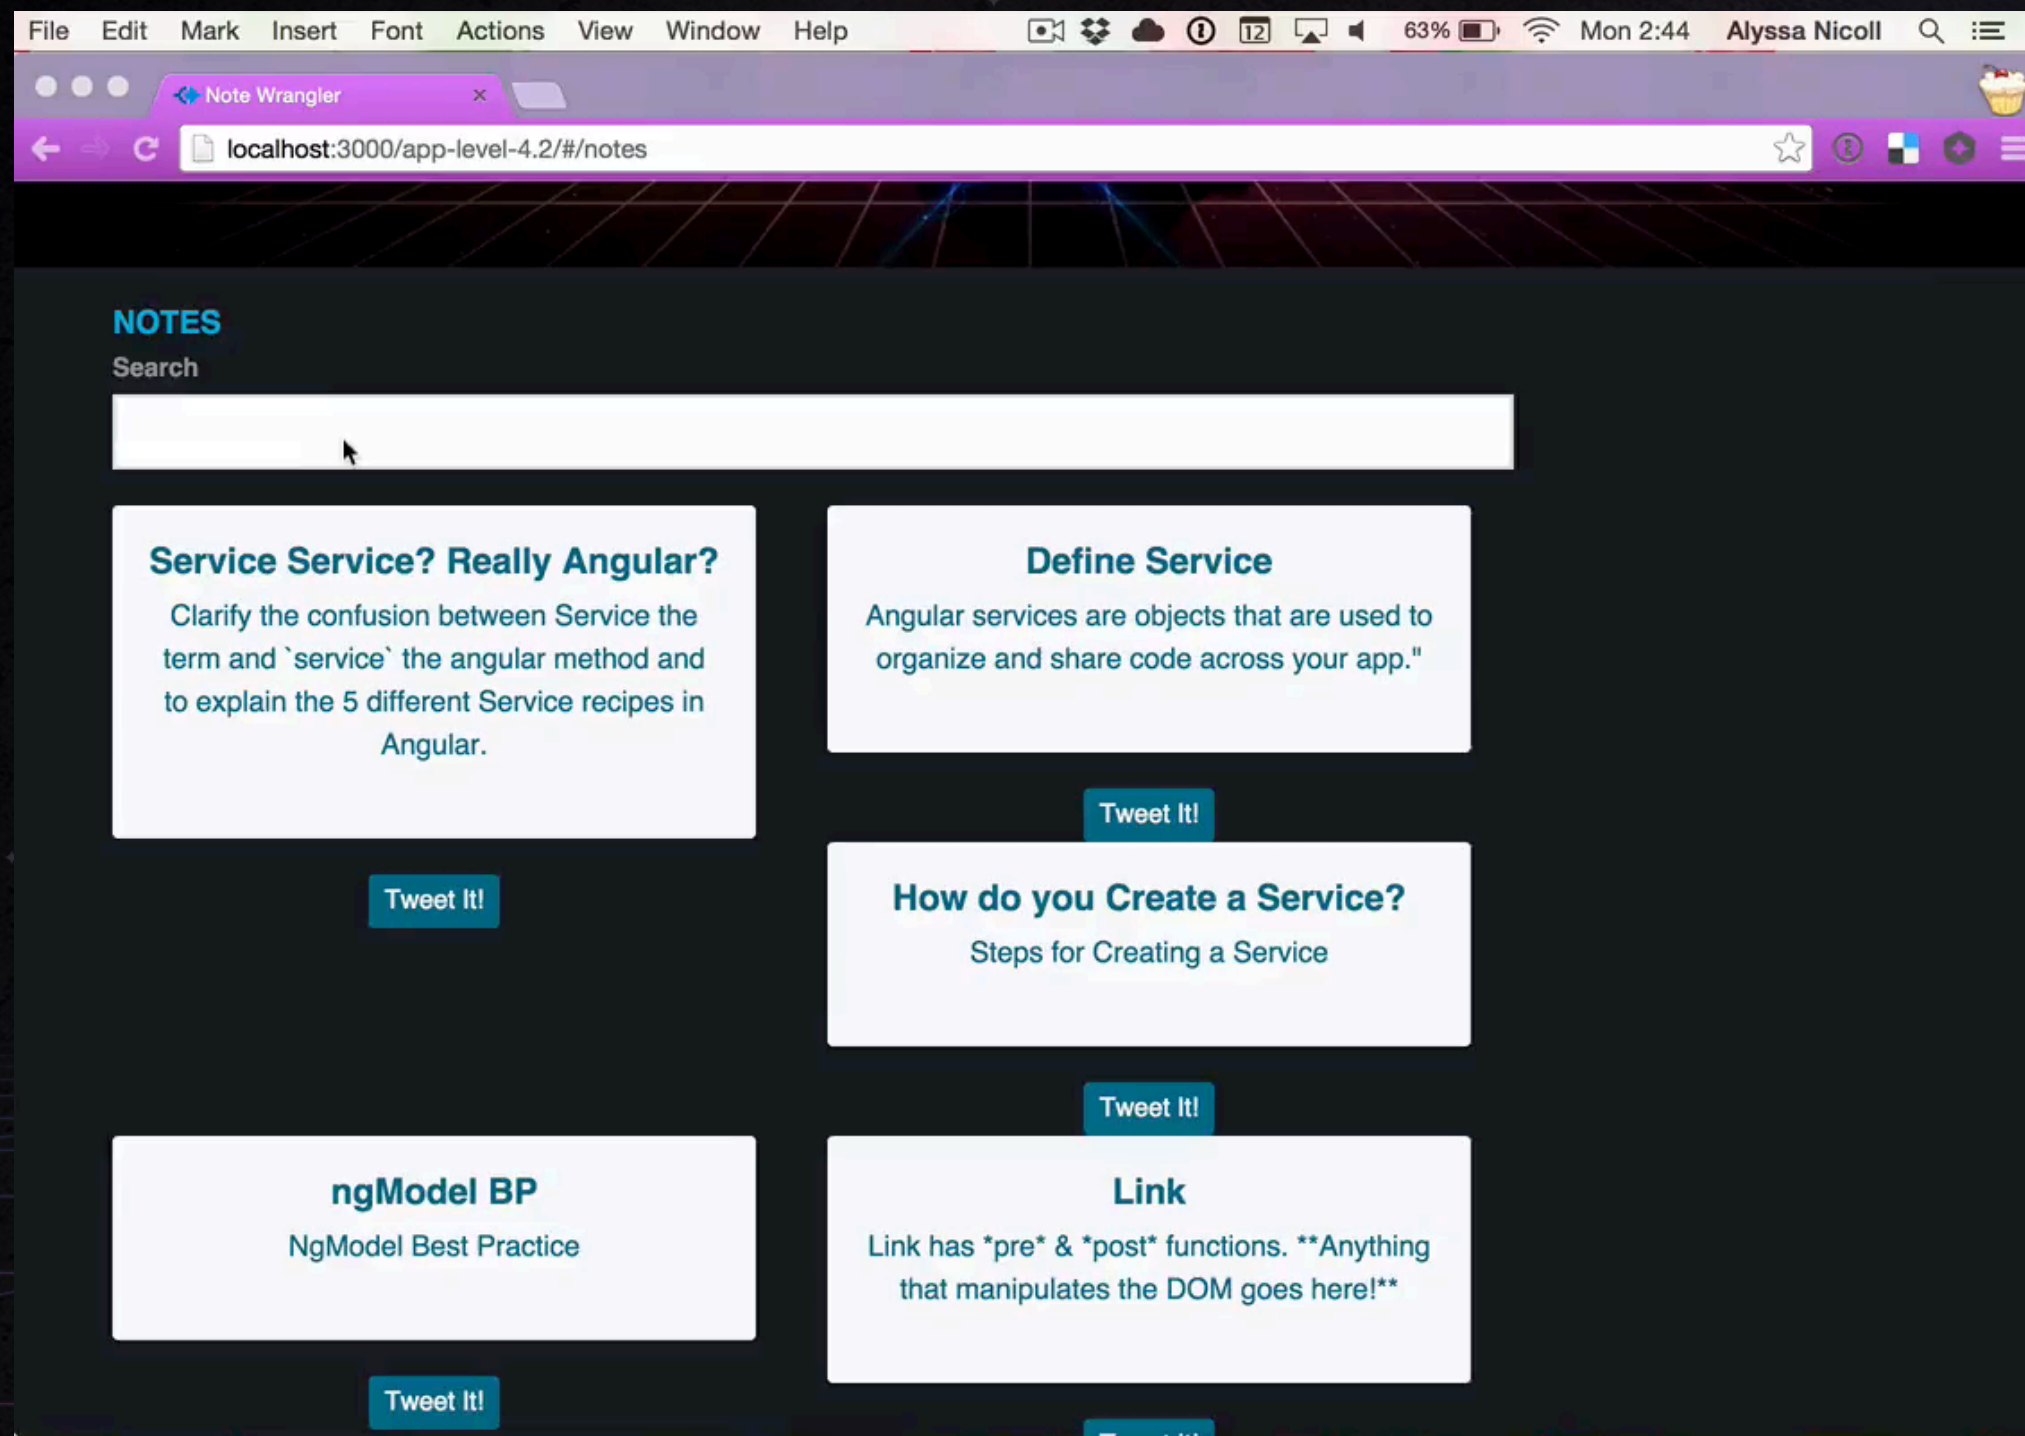 File Edit Mark Insert Font Actions View Window Help 12 63% Mon 2:44 Alyssa Nicoll
Note Wrangler
localhost:3000/app-level-4.2/#/notes
NOTES
Search
Service Service? Really Angular?
Clarify the confusion between Service the
term and `service` the angular method and
to explain the 5 different Service recipes in
Angular.
Tweet It!
Define Service
Angular services are objects that are used to
organize and share code across your app."
Tweet It!
How do you Create a Service?
Steps for Creating a Service
Tweet It!
ngModel BP
NgModel Best Practice
Tweet It!
Link
Link has *pre* & *post* functions. **Anything
that manipulates the DOM goes here!**